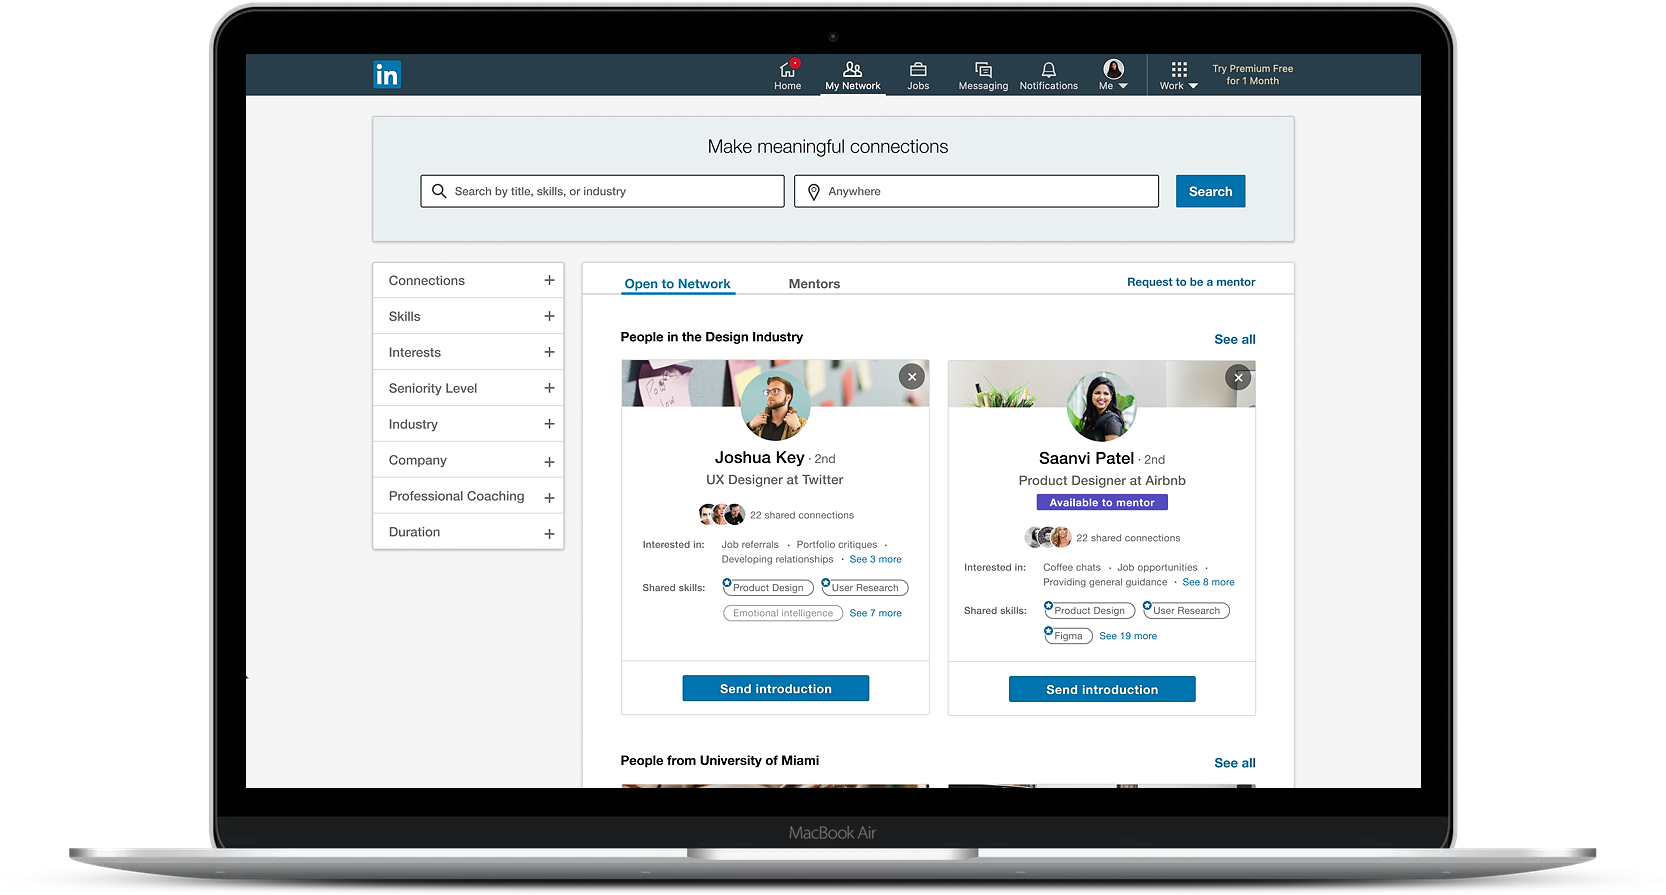 in
Home
My Network
Jobs
Messaging
Notifications
Me
Work
Try Premium Free
for 1 Month
Make meaningful connections
Search by title, skills, or industry
Anywhere
Search
Connections
Skills
Interests
Seniority Level
Industry
Company
Professional Coaching
Duration
Open to Network
Mentors
Request to be a mentor
People in the Design Industry
See all
Joshua Key · 2nd
UX Designer at Twitter
22 shared connections
Interested in: Job referrals · Portfolio critiques ·
Developing relationships · See 3 more
Shared skills: Product Design User Research
Emotional intelligence See 7 more
Send introduction
Saanvi Patel · 2nd
Product Designer at Airbnb
Available to mentor
22 shared connections
Interested in: Coffee chats · Job opportunities ·
Providing general guidance · See 8 more
Shared skills: Product Design User Research
Figma See 19 more
Send introduction
People from University of Miami
See all
MacBook Air